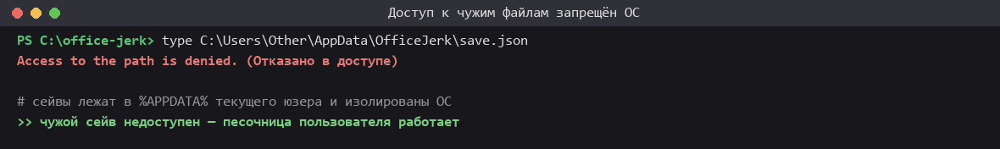 Доступ к чужим файлам запрещён ОС
PS C:\office-jerk> type C:\Users\Other\AppData\OfficeJerk\save.json
Access to the path is denied. (Отказано в доступе)
# сейвы лежат в %APPDATA% текущего юзера и изолированы ОС
>> чужой сейв недоступен — песочница пользователя работает